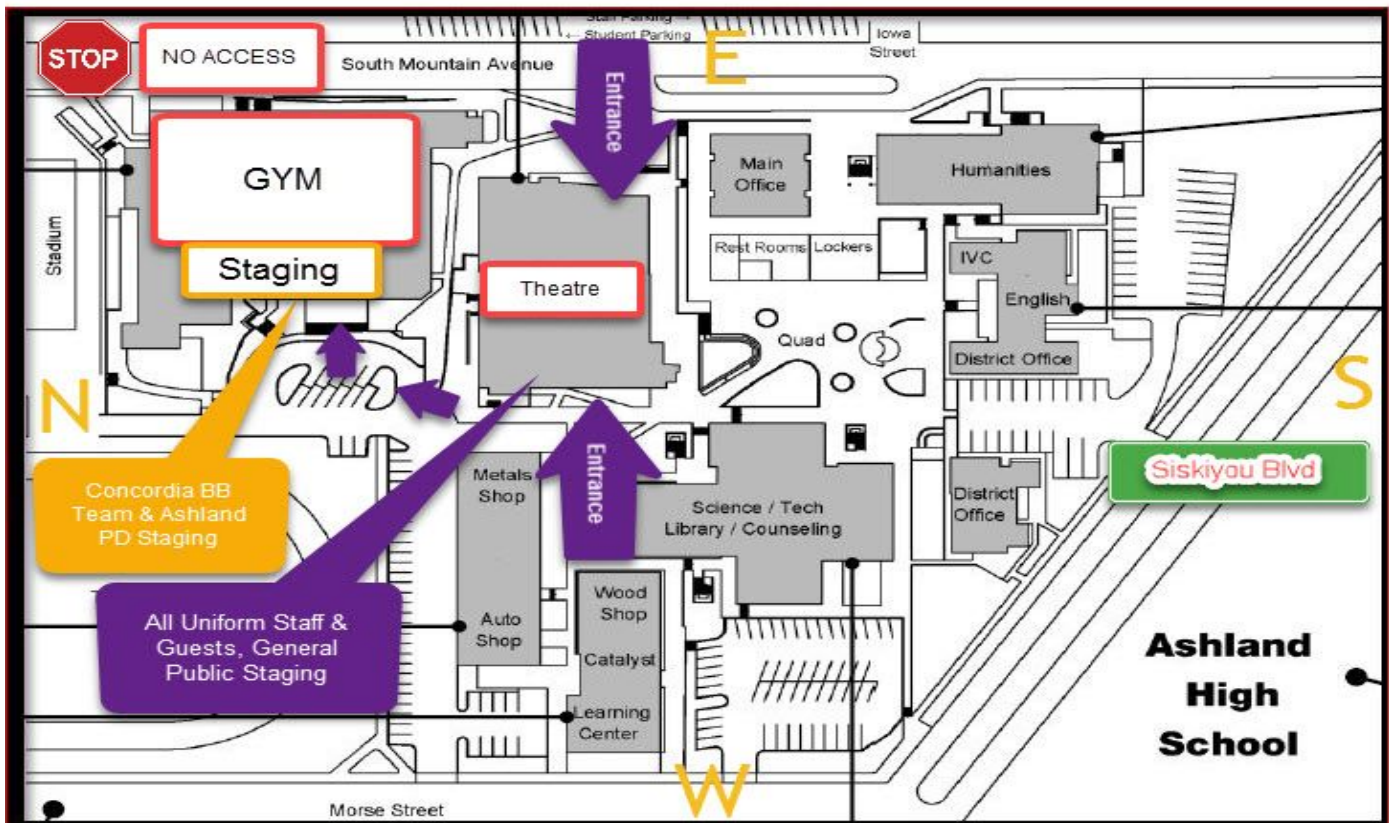 Staff Parking →
← Student Parking
Iowa
Street
STOP
NO ACCESS
South Mountain Avenue
E
Entrance
GYM
Main
Office
Humanities
Stadium
Staging
Theatre
Rest Rooms
Lockers
IVC
English
Quad
District Office
N
S
Siskiyou Blvd
Concordia BB
Team & Ashland
PD Staging
Metals
Shop
Entrance
Science / Tech
Library / Counseling
District
Office
All Uniform Staff &
Guests, General
Public Staging
Auto
Shop
Wood
Shop
Catalyst
Learning
Center
Ashland
High
School
W
Morse Street